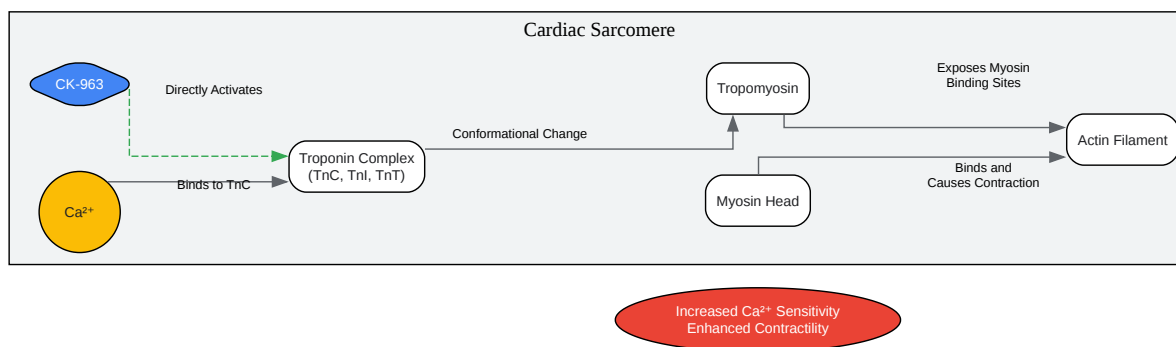 Cardiac Sarcomere
CK-963
Directly Activates
Ca²⁺
Binds to TnC
Troponin Complex
(TnC, TnI, TnT)
Conformational Change
Tropomyosin
Myosin Head
Exposes Myosin
Binding Sites
Binds and
Causes Contraction
Actin Filament
Increased Ca²⁺ Sensitivity
Enhanced Contractility